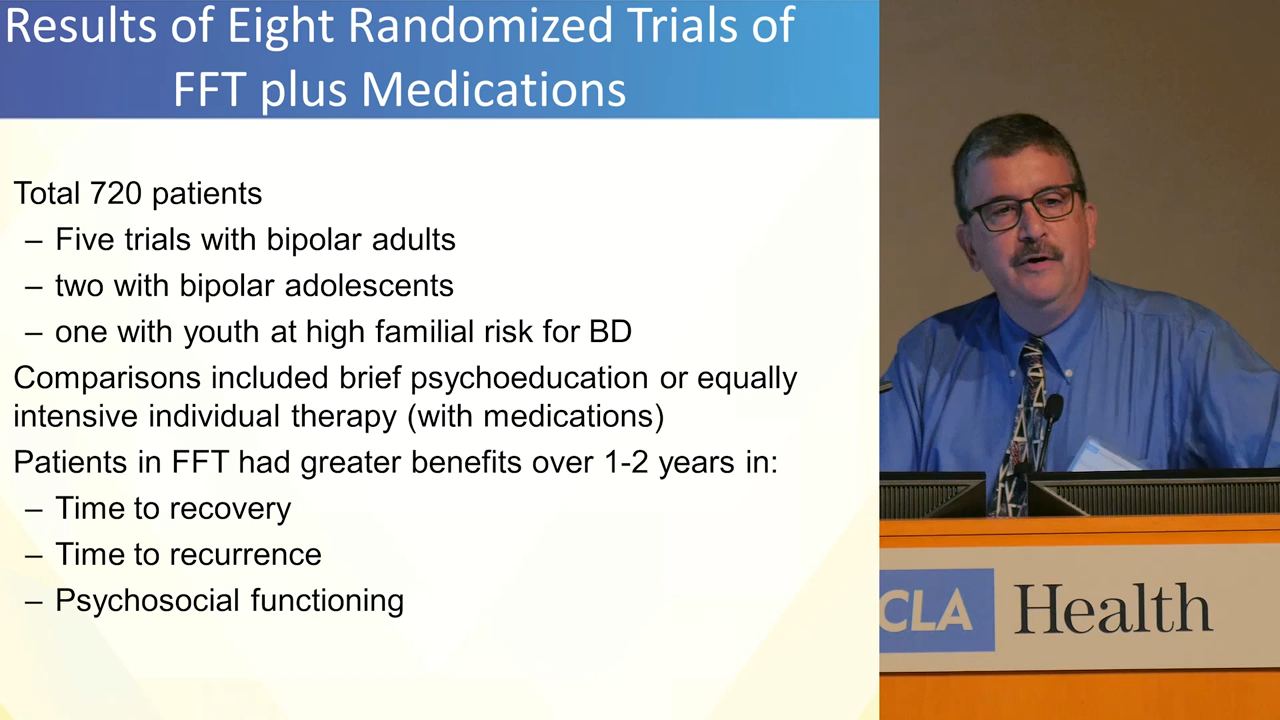 Results of Eight Randomized Trials of
FFT plus Medications
Total 720 patients
– Five trials with bipolar adults
– two with bipolar adolescents
– one with youth at high familial risk for BD
Comparisons included brief psychoeducation or equally
intensive individual therapy (with medications)
Patients in FFT had greater benefits over 1-2 years in:
– Time to recovery
– Time to recurrence
– Psychosocial functioning
CLA Health